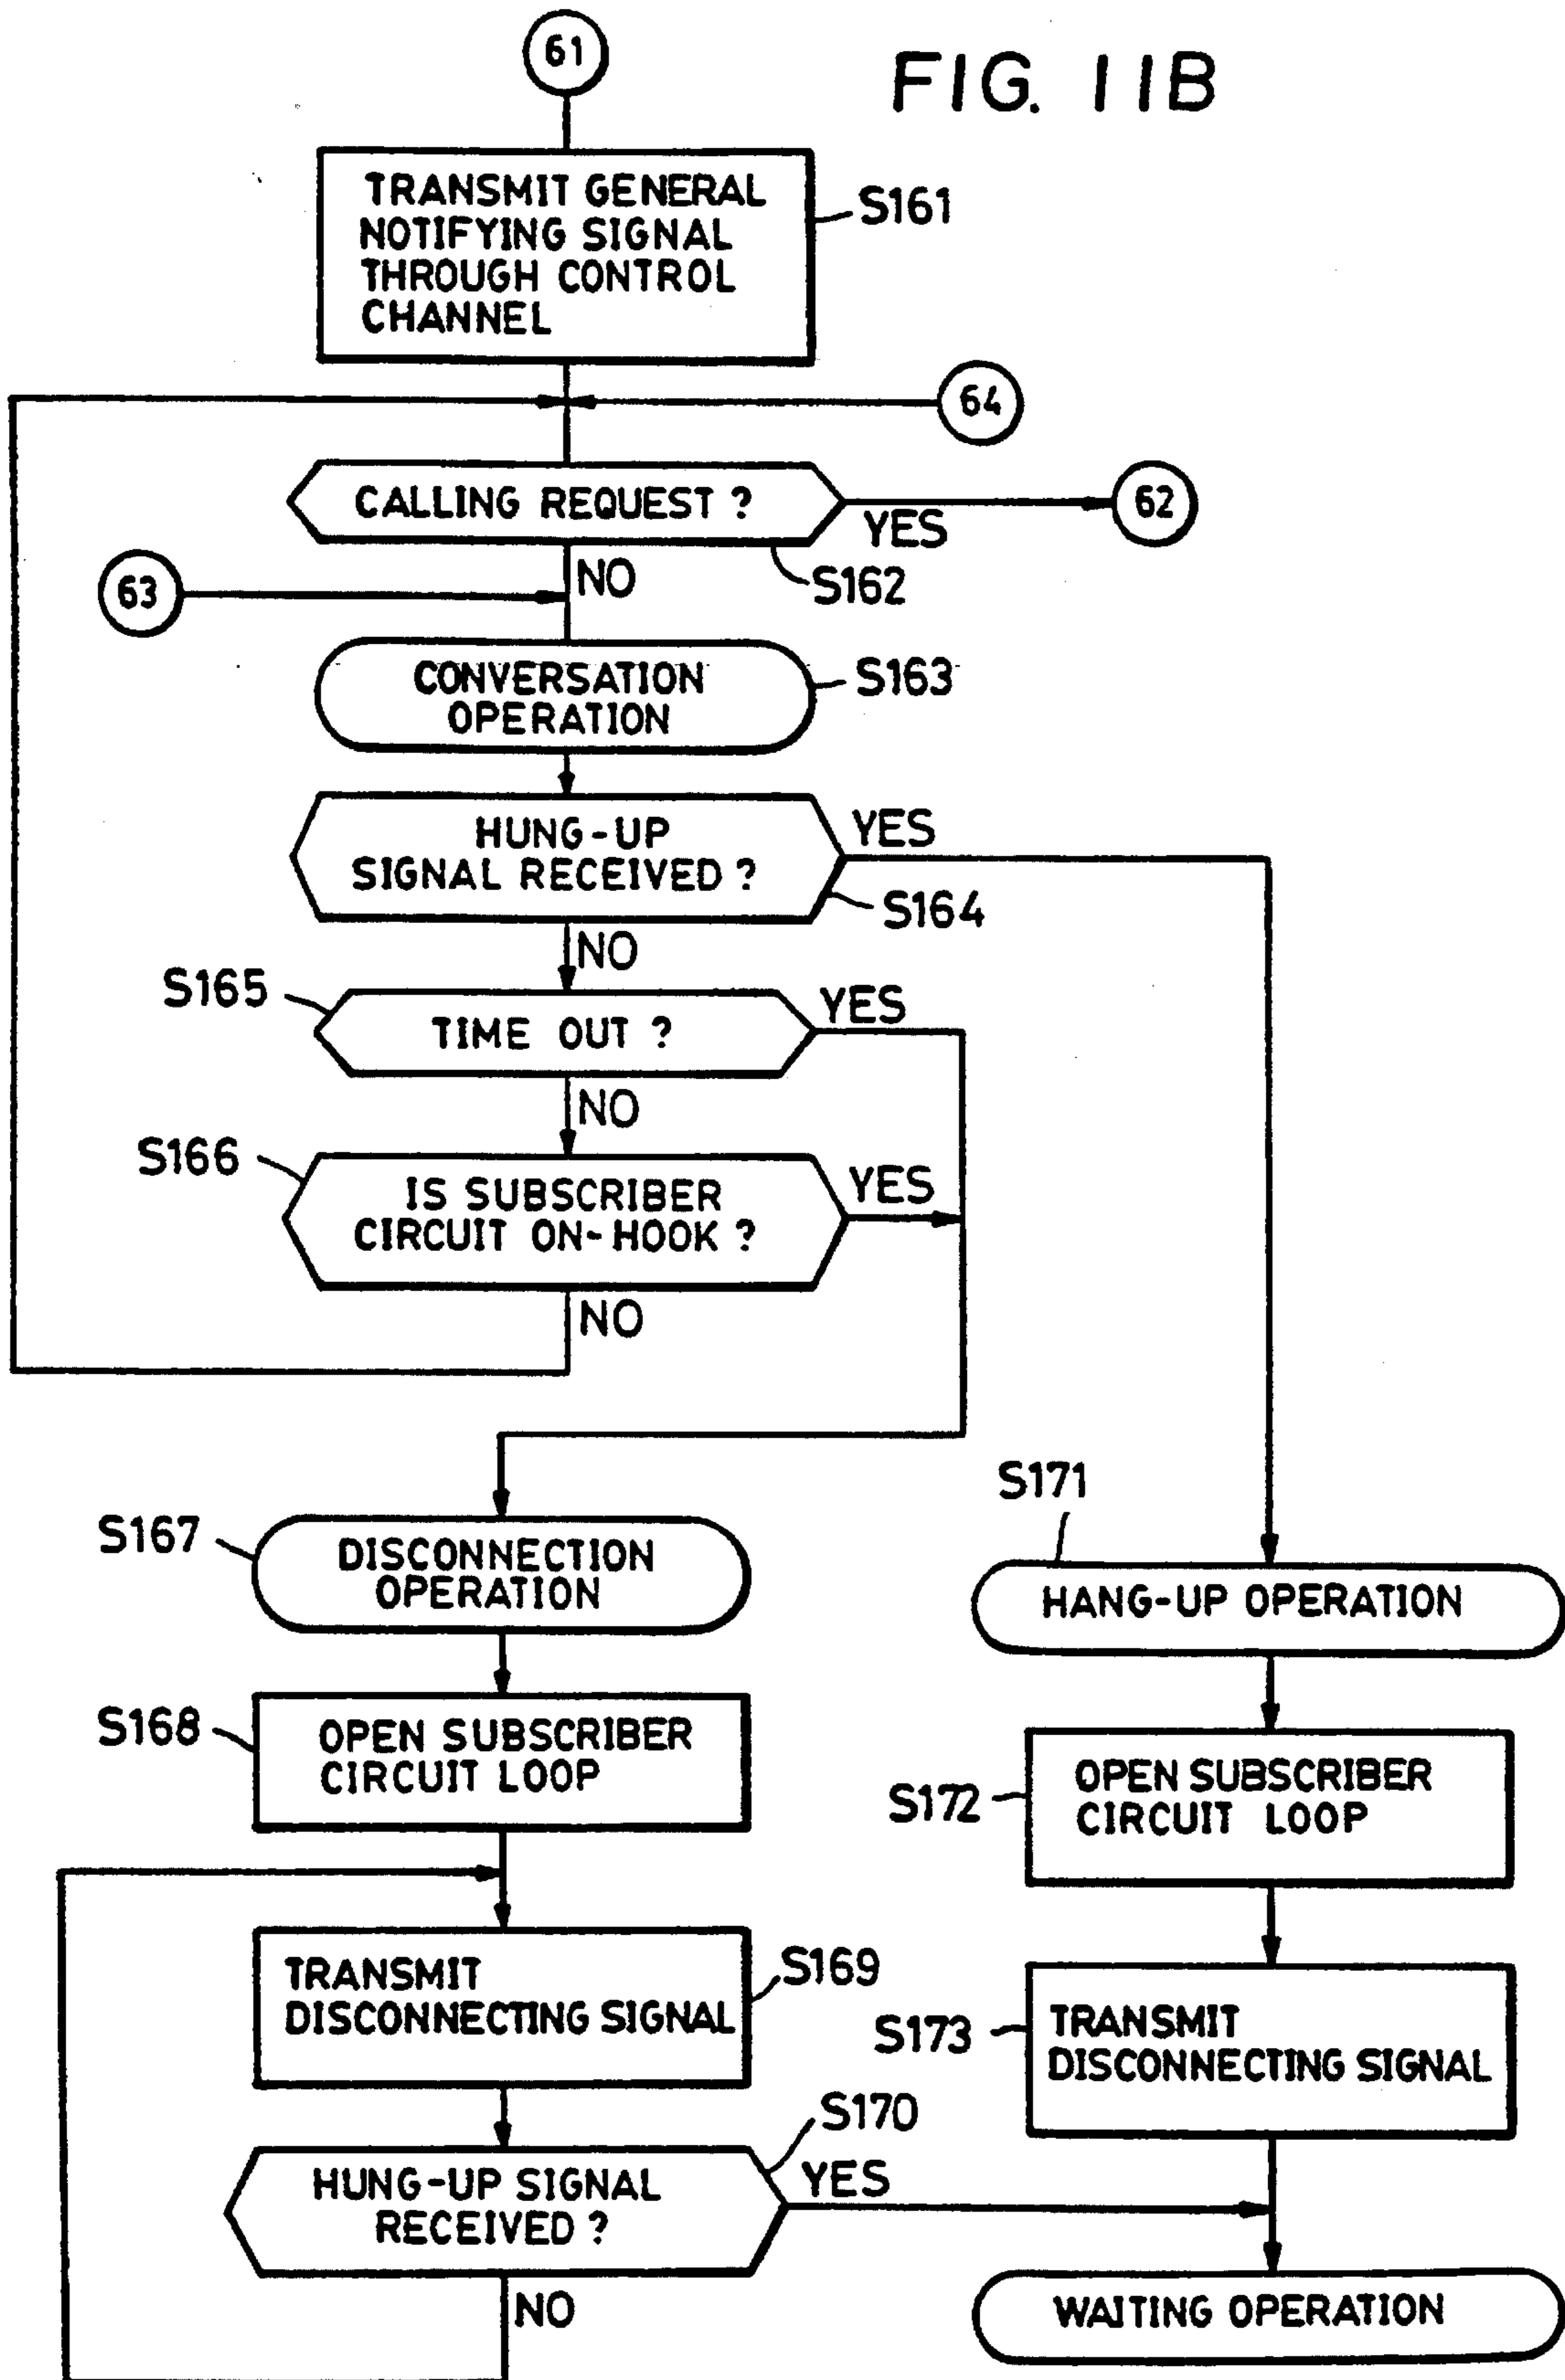 61
FIG. 11B
TRANSMIT GENERAL
NOTIFYING SIGNAL
THROUGH CONTROL
CHANNEL
S161
64
CALLING REQUEST ?
YES
62
S162
NO
63
CONVERSATION
OPERATION
S163
HUNG-UP
SIGNAL RECEIVED ?
YES
S164
NO
S165
TIME OUT ?
YES
NO
S166
IS SUBSCRIBER
CIRCUIT ON-HOOK ?
YES
NO
S167
DISCONNECTION
OPERATION
S171
HANG-UP OPERATION
S168
OPEN SUBSCRIBER
CIRCUIT LOOP
S172
OPEN SUBSCRIBER
CIRCUIT LOOP
TRANSMIT
DISCONNECTING SIGNAL
S169
S173
TRANSMIT
DISCONNECTING SIGNAL
S170
HUNG-UP SIGNAL
RECEIVED ?
YES
NO
WAITING OPERATION